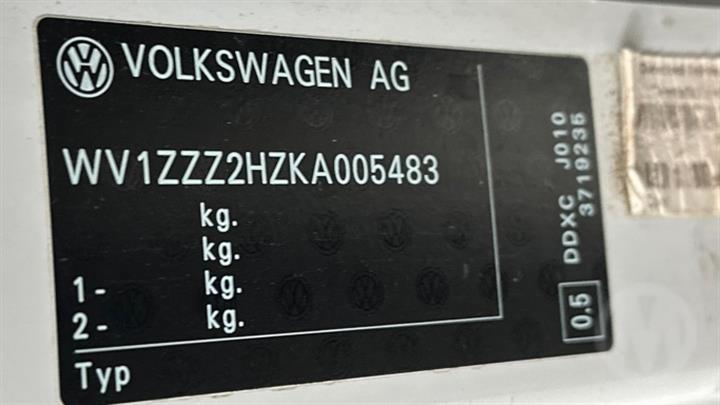 VOLKSWAGEN AG
WV1ZZZ2HZKA005483
kg.
kg.
1- kg.
2- kg.
Typ
0,5 DDXC J010
3719235